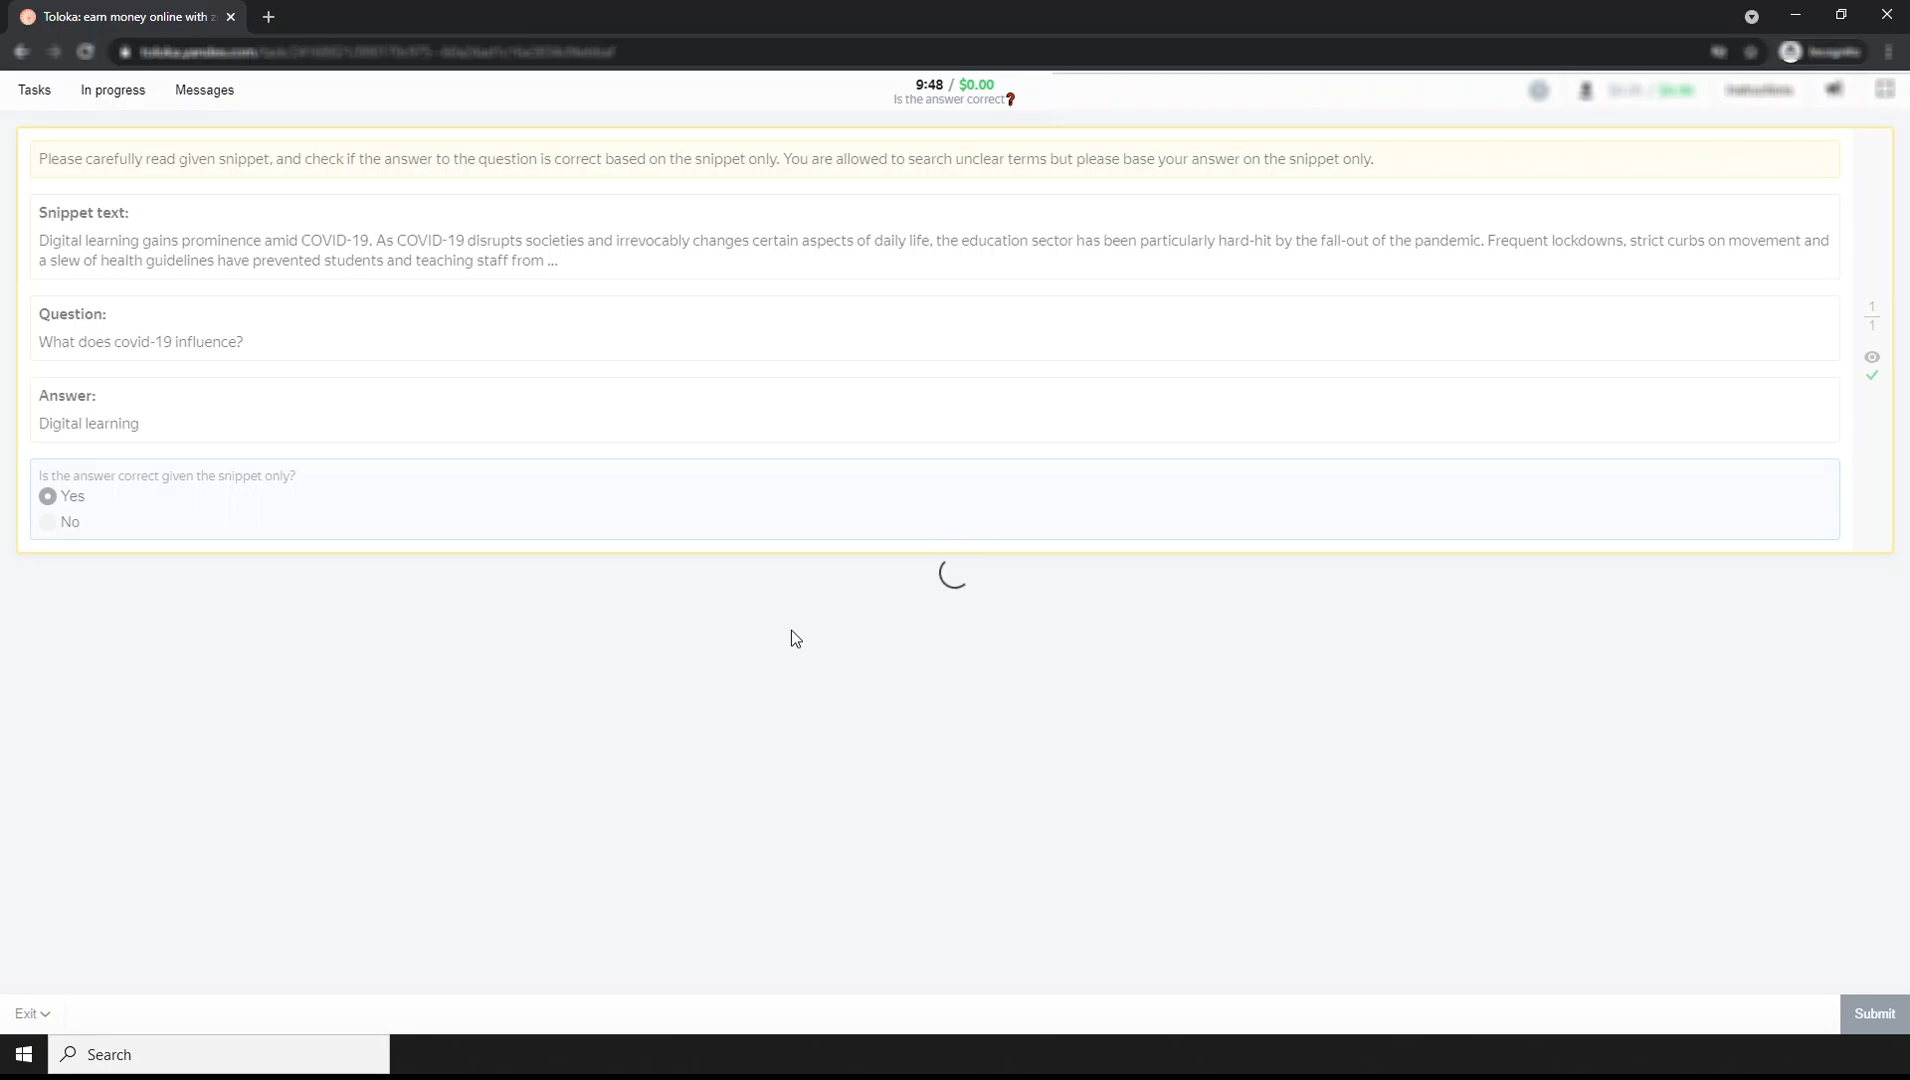 Toloka: earn money online with
Tasks
In progress
Messages
9:48 / $0.00
Is the answer correct❓
Please carefully read given snippet, and check if the answer to the question is correct based on the snippet only. You are allowed to search unclear terms but please base your answer on the snippet only.
Snippet text:
Digital learning gains prominence amid COVID-19. As COVID-19 disrupts societies and irrevocably changes certain aspects of daily life, the education sector has been particularly hard-hit by the fall-out of the pandemic. Frequent lockdowns, strict curbs on movement and
a slew of health guidelines have prevented students and teaching staff from ...
Question:
What does covid-19 influence?
1
1
Answer:
Digital learning
Is the answer correct given the snippet only?
Yes
No
Exit
Submit
Search